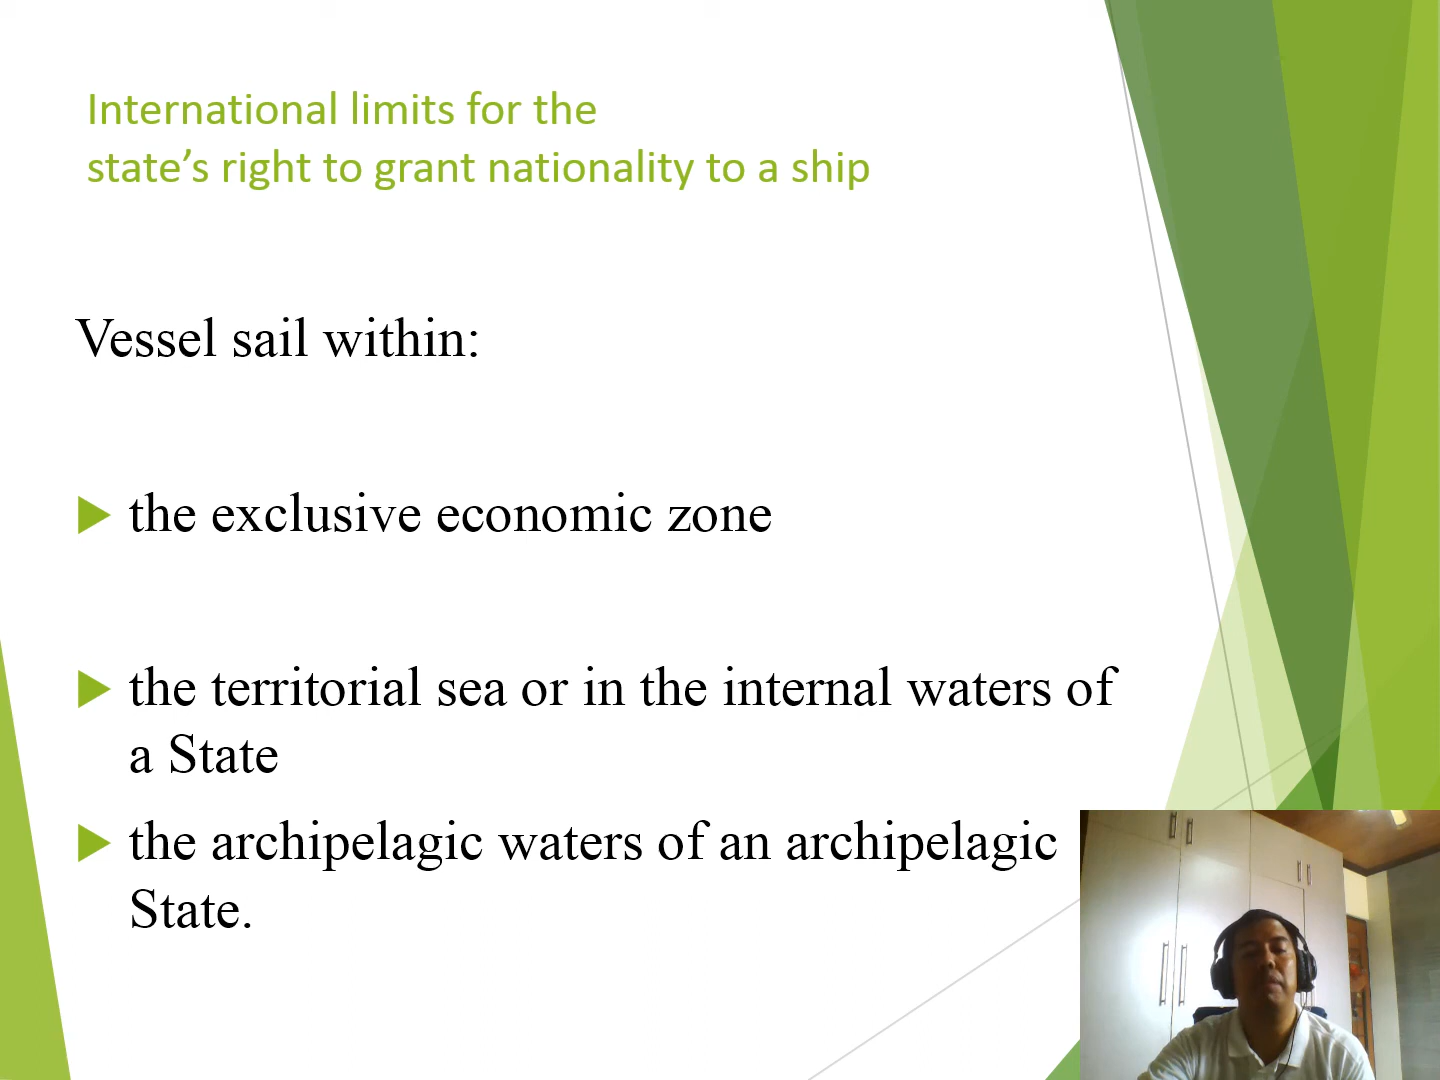 International limits for the
state’s right to grant nationality to a ship
Vessel sail within:
the exclusive economic zone
the territorial sea or in the internal waters of
a State
the archipelagic waters of an archipelagic
State.